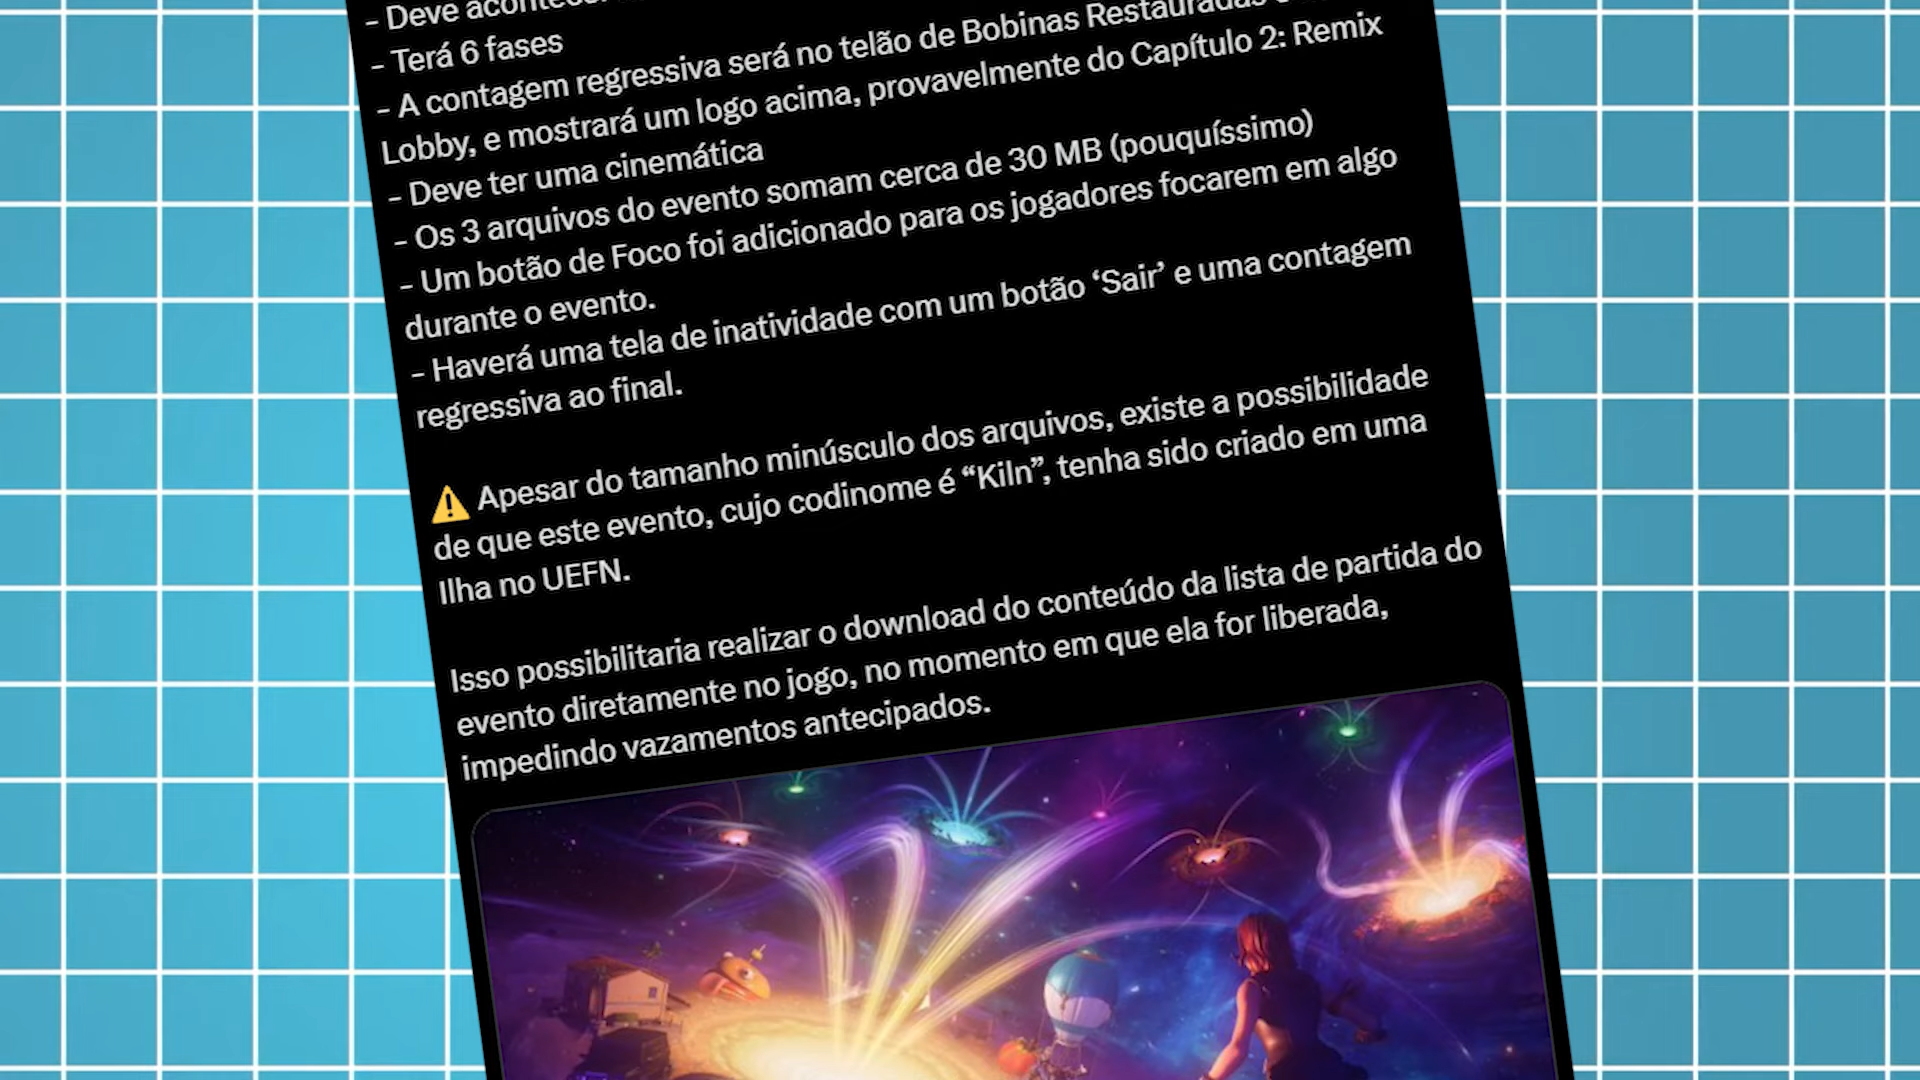 - Deve
- Terá 6 fases
- A contagem regressiva será no telão de Bobinas Restauradas
Lobby, e mostrará um logo acima, provavelmente do Capítulo 2: Remix
- Deve ter uma cinemática
- Os 3 arquivos do evento somam cerca de 30 MB (pouquíssimo)
- Um botão de Foco foi adicionado para os jogadores focarem em algo
durante o evento.
- Haverá uma tela de inatividade com um botão ‘Sair’ e uma contagem
regressiva ao final.
⚠️ Apesar do tamanho minúsculo dos arquivos, existe a possibilidade
de que este evento, cujo codinome é “Kiln”, tenha sido criado em uma
Ilha no UEFN.
Isso possibilitaria realizar o download do conteúdo da lista de partida do
evento diretamente no jogo, no momento em que ela for liberada,
impedindo vazamentos antecipados.